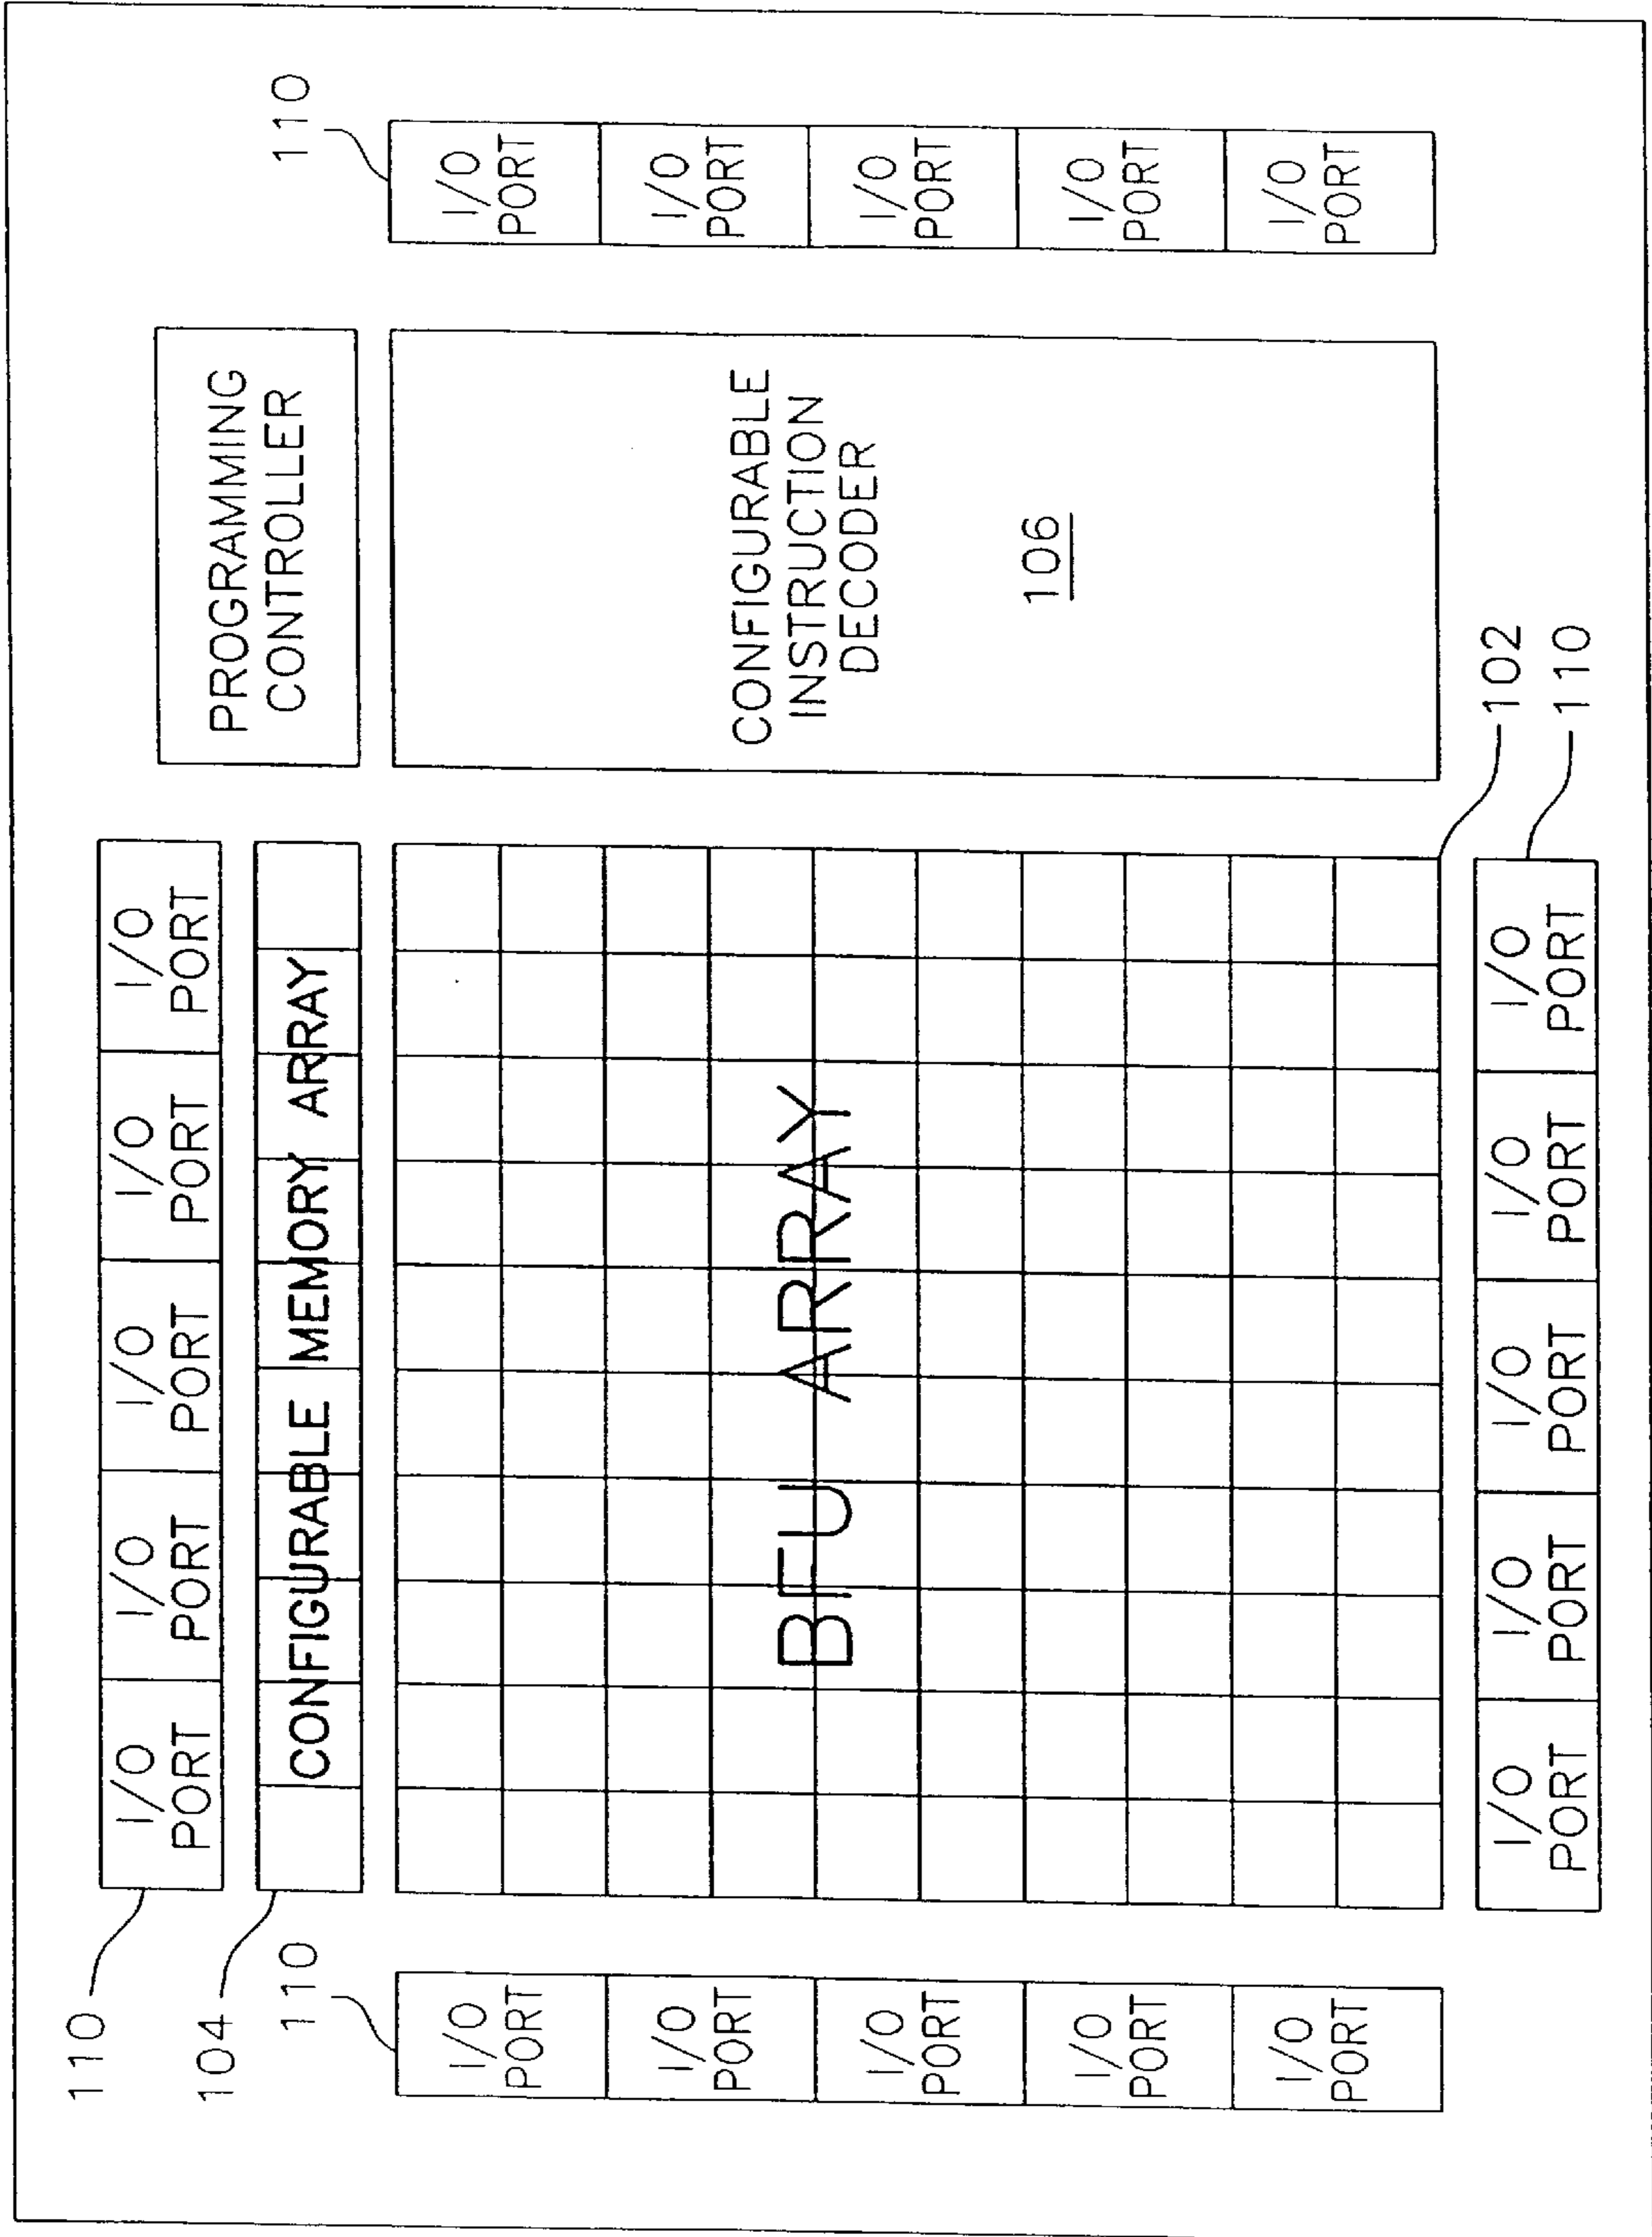 110
I/O PORT
I/O PORT
I/O PORT
I/O PORT
I/O PORT
104
CONFIGURABLE MEMORY ARRAY
PROGRAMMING
CONTROLLER
110
110
I/O
PORT
I/O
PORT
I/O
PORT
I/O
PORT
I/O
PORT
BFU ARRAY
CONFIGURABLE
INSTRUCTION
DECODER
106
I/O
PORT
I/O
PORT
I/O
PORT
I/O
PORT
I/O
PORT
102
I/O PORT
I/O PORT
I/O PORT
I/O PORT
I/O PORT
110